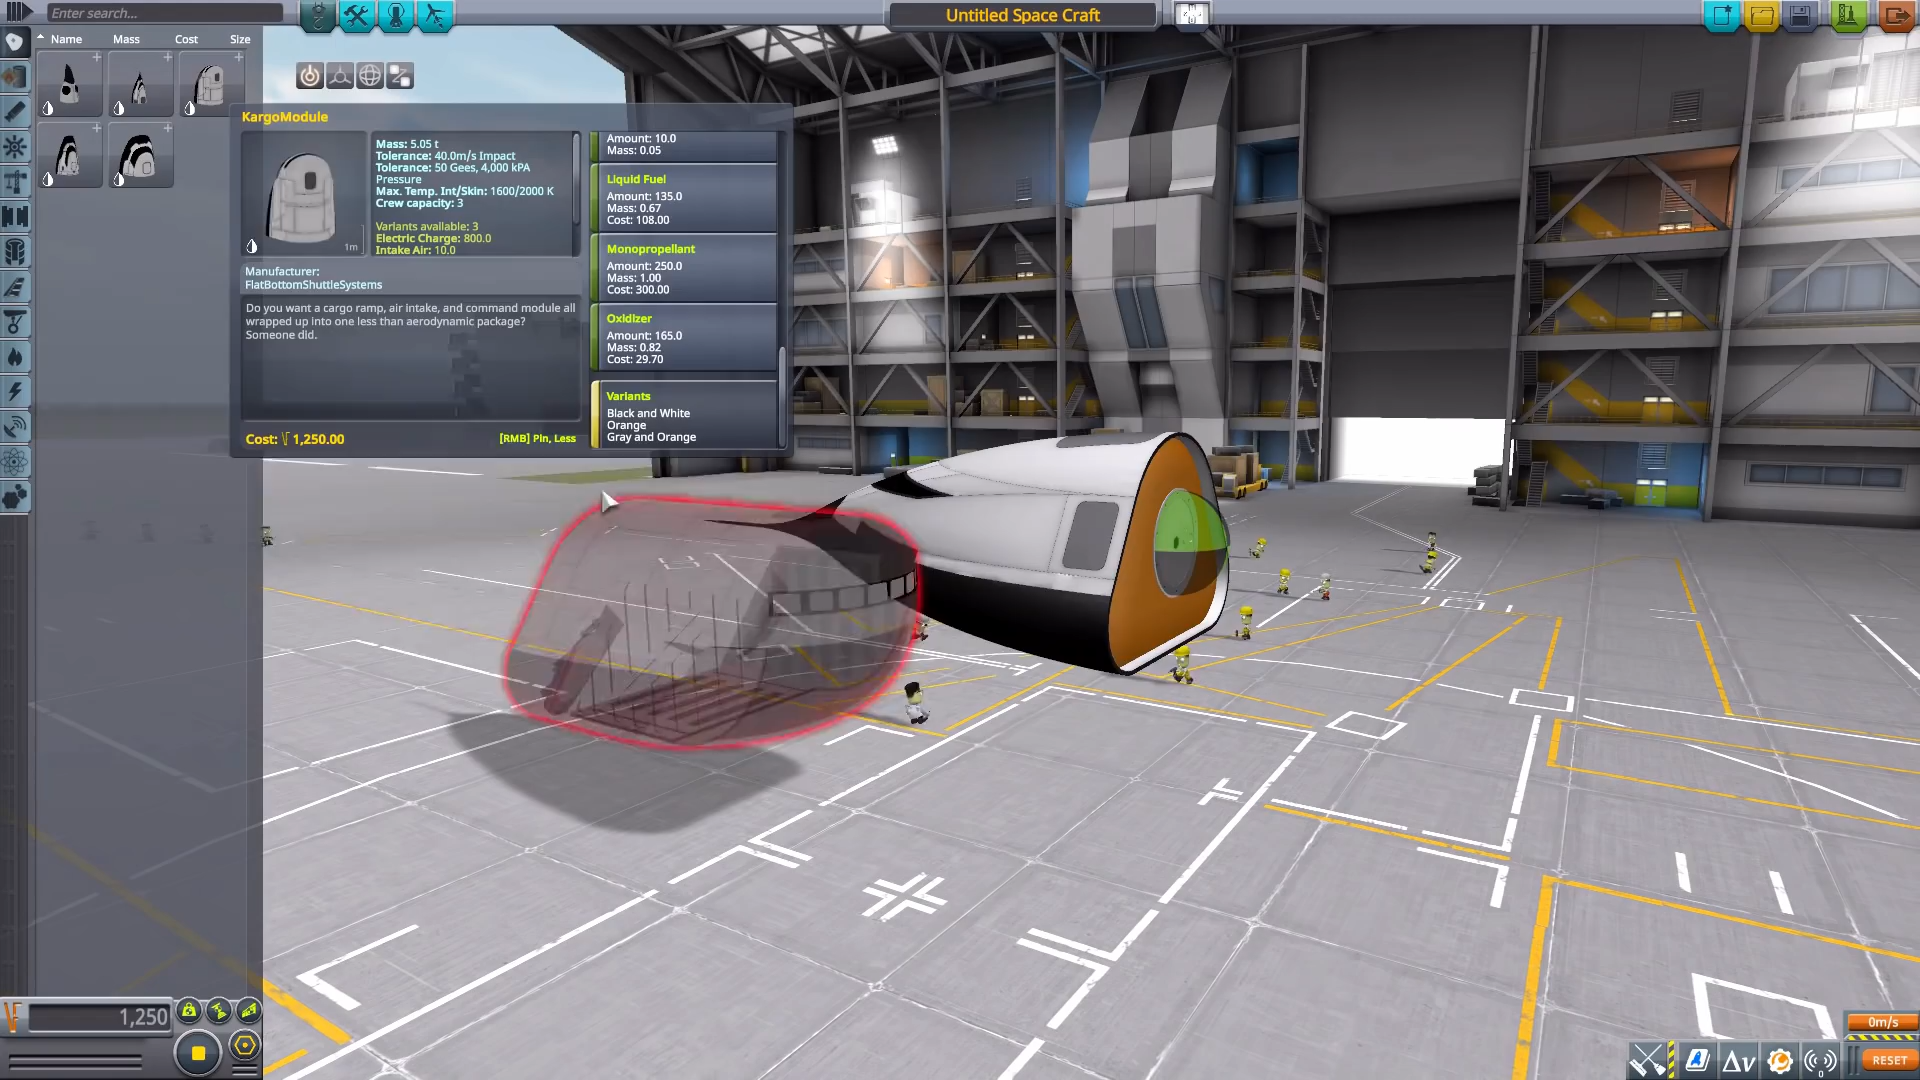 Enter search...
Untitled Space Craft
Name Mass Cost Size
KargoModule
1m
Mass: 5.05 t
Tolerance: 40.0m/s Impact
Tolerance: 50 Gees, 4,000 kPA
Pressure
Max. Temp. Int/Skin: 1600/2000 K
Crew capacity: 3
Variants available: 3
Electric Charge: 800.0
Intake Air: 10.0
Manufacturer:
FlatBottomShuttleSystems
Do you want a cargo ramp, air intake, and command module all
wrapped up into one less than aerodynamic package?
Someone did.
Cost: 1,250.00
[RMB] Pin, Less
Amount: 10.0
Mass: 0.05
Liquid Fuel
Amount: 135.0
Mass: 0.67
Cost: 108.00
Monopropellant
Amount: 250.0
Mass: 1.00
Cost: 300.00
Oxidizer
Amount: 165.0
Mass: 0.82
Cost: 29.70
Variants
Black and White
Orange
Gray and Orange
1,250
0m/s
Δv
0
RESET